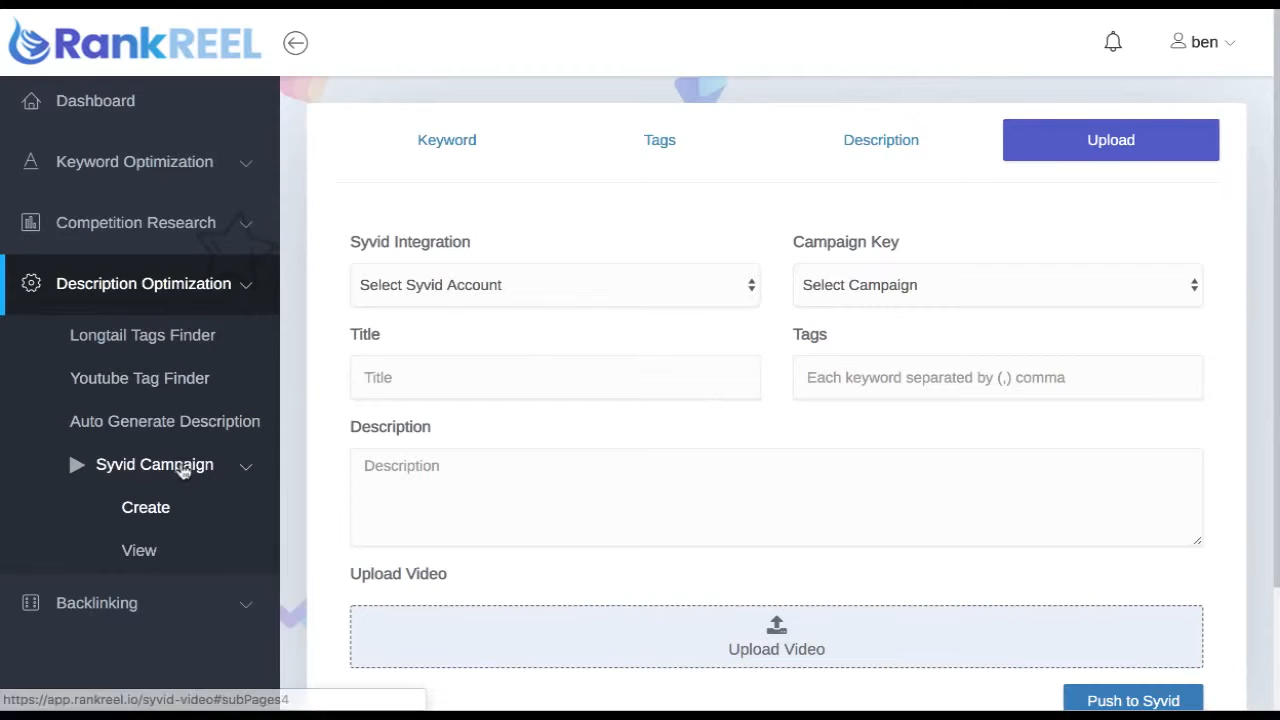 RankREEL
ben
Dashboard
Keyword Optimization
Competition Research
Description Optimization
Longtail Tags Finder
Youtube Tag Finder
Auto Generate Description
Syvid Campaign
Create
View
Backlinking
Keyword Tags Description Upload
Syvid Integration Campaign Key
Select Syvid Account Select Campaign
Title Tags
Title Each keyword separated by (,) comma
Description
Description
Upload Video
Upload Video
Push to Syvid
https://app.rankreel.io/syvid-video#subPages4